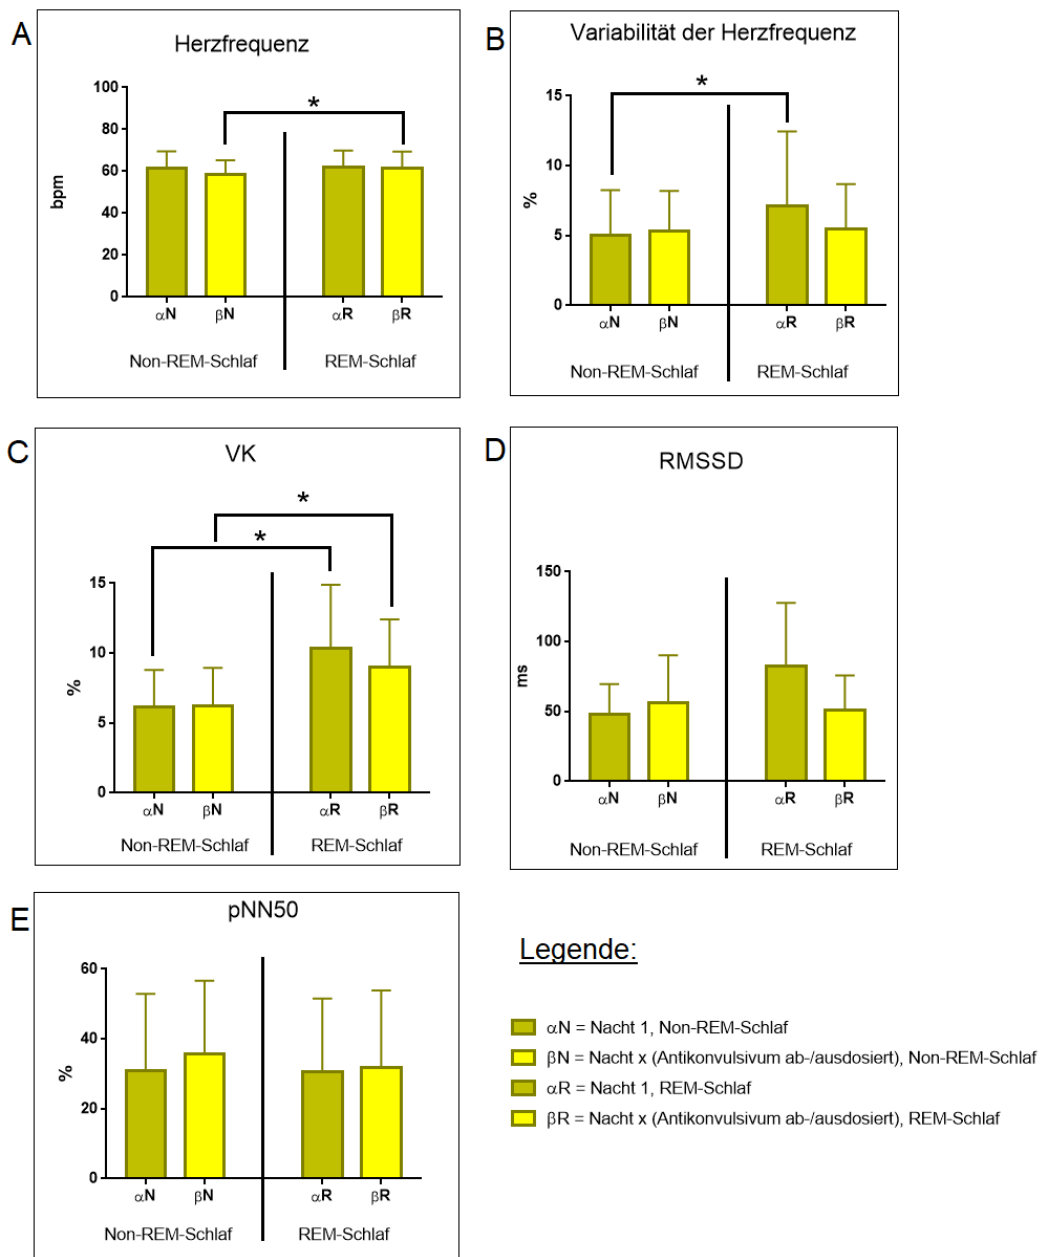 A
Herzfrequenz
100
80
60
40
20
0
bpm
*
αN
βN
αR
βR
Non-REM-Schlaf
REM-Schlaf
B
Variabilität der Herzfrequenz
15
10
5
0
%
*
αN
βN
αR
βR
Non-REM-Schlaf
REM-Schlaf
C
VK
*
*
15
10
5
0
%
αN
βN
αR
βR
Non-REM-Schlaf
REM-Schlaf
D
RMSSD
150
100
50
0
ms
αN
βN
αR
βR
Non-REM-Schlaf
REM-Schlaf
E
pNN50
60
40
20
0
%
αN
βN
αR
βR
Non-REM-Schlaf
REM-Schlaf
Legende:
αN = Nacht 1, Non-REM-Schlaf
βN = Nacht x (Antikonvulsivum ab-/ausdosiert), Non-REM-Schlaf
αR = Nacht 1, REM-Schlaf
βR = Nacht x (Antikonvulsivum ab-/ausdosiert), REM-Schlaf